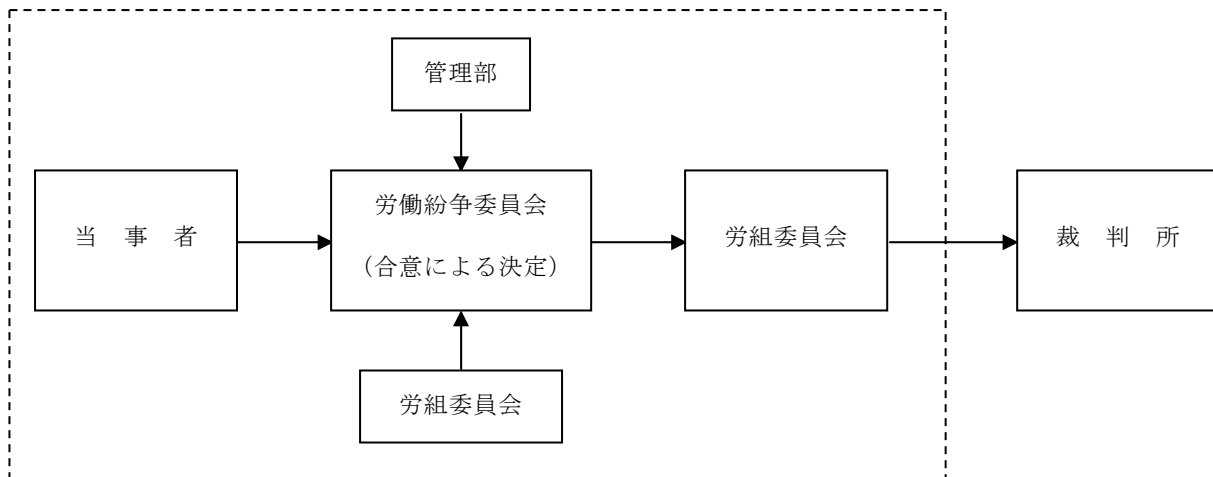 管理部
当　事　者
労働紛争委員会
（合意による決定）
労組委員会
裁　判　所
労組委員会